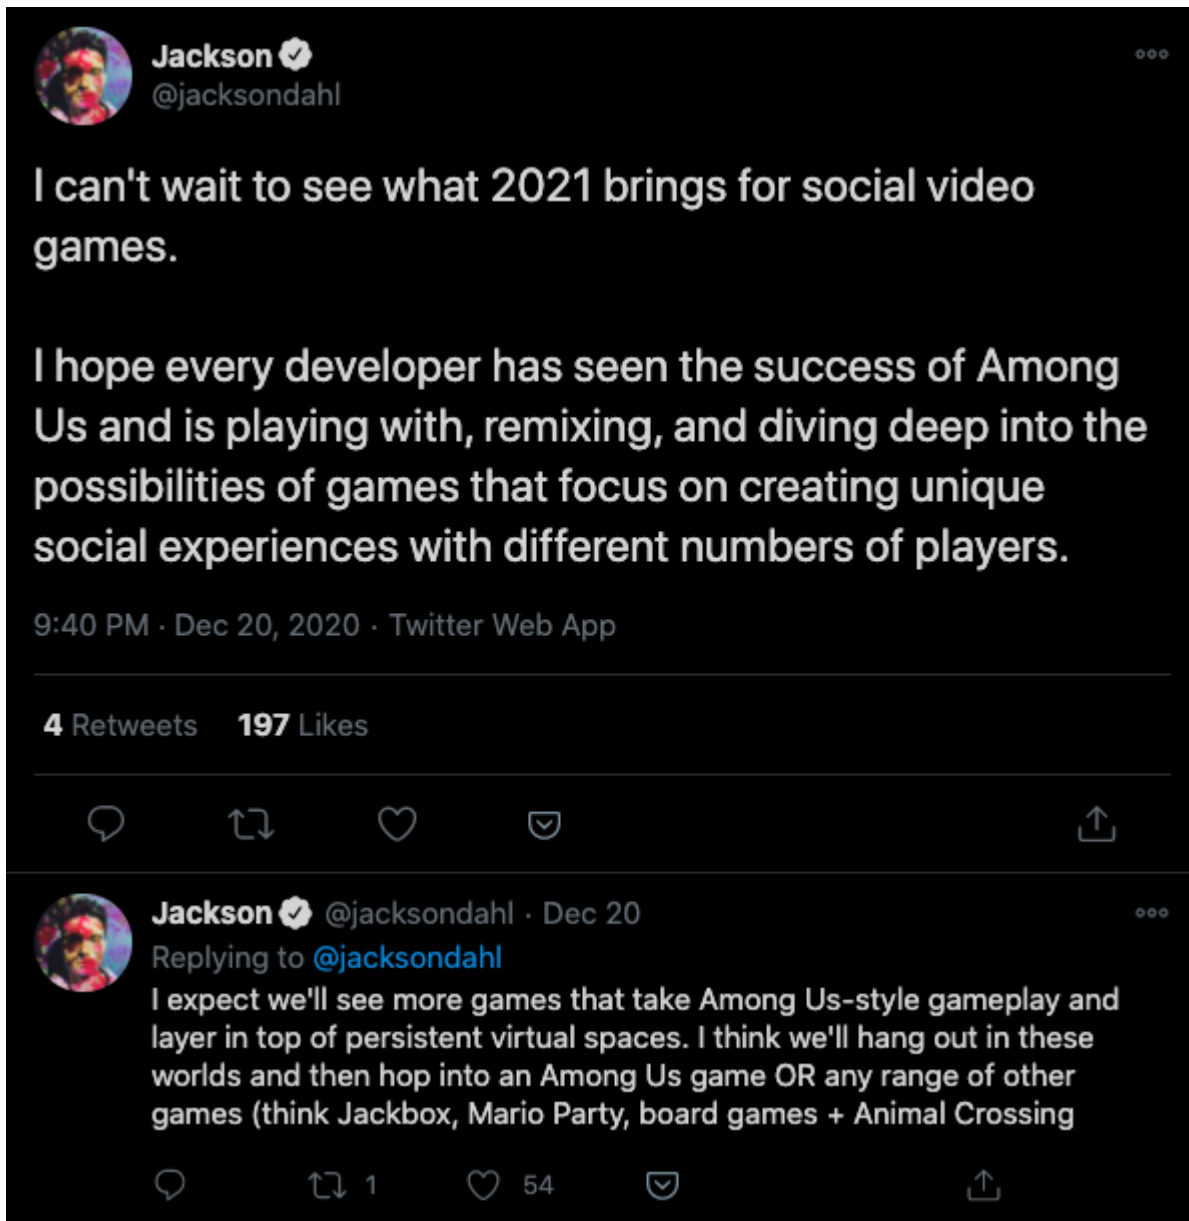 Jackson
@jacksondahl
I can't wait to see what 2021 brings for social video
games.
I hope every developer has seen the success of Among
Us and is playing with, remixing, and diving deep into the
possibilities of games that focus on creating unique
social experiences with different numbers of players.
9:40 PM · Dec 20, 2020 · Twitter Web App
4 Retweets 197 Likes
Jackson @jacksondahl · Dec 20
Replying to @jacksondahl
I expect we'll see more games that take Among Us-style gameplay and
layer in top of persistent virtual spaces. I think we'll hang out in these
worlds and then hop into an Among Us game OR any range of other
games (think Jackbox, Mario Party, board games + Animal Crossing
1 54